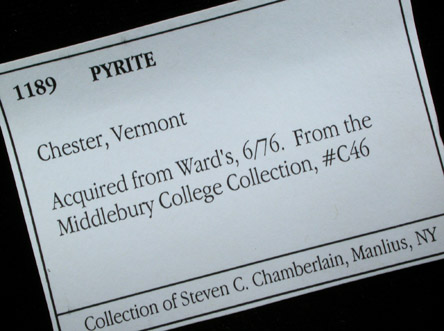 1189 PYRITE
Chester, Vermont
Acquired from Ward's, 6/76. From the
Middlebury College Collection, #C46
Collection of Steven C. Chamberlain, Manlius, NY